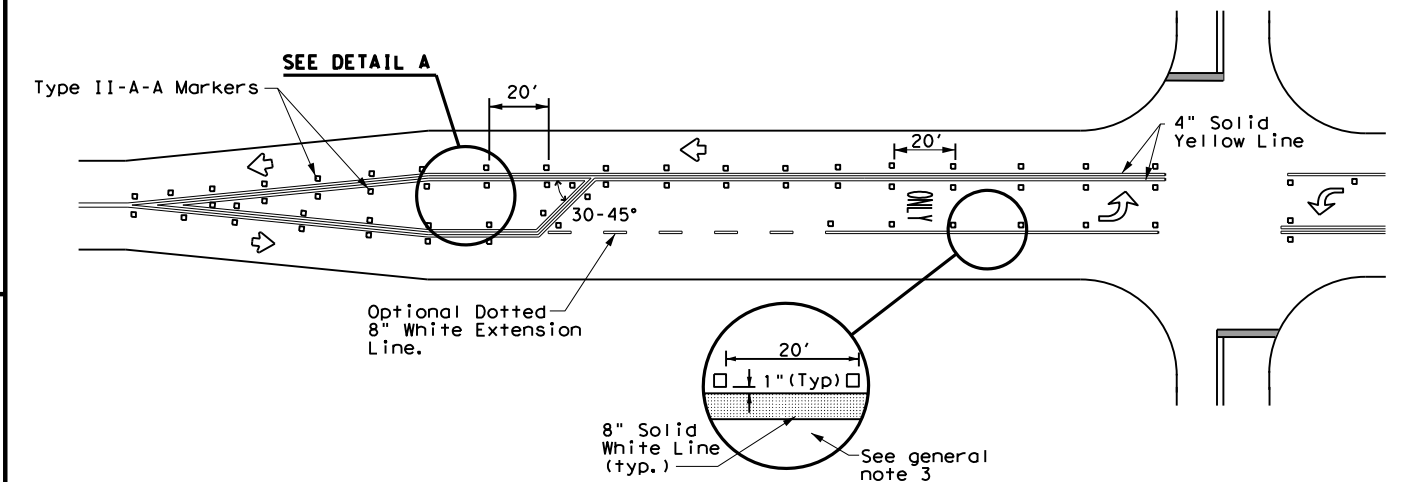 SEE DETAIL A
Type II-A-A Markers
20'
20'
4" Solid
Yellow Line
ONLY
30-45°
Optional Dotted
8" White Extension
Line.
20'
1"(Typ)
8" Solid
White Line
(typ.)
See general
note 3